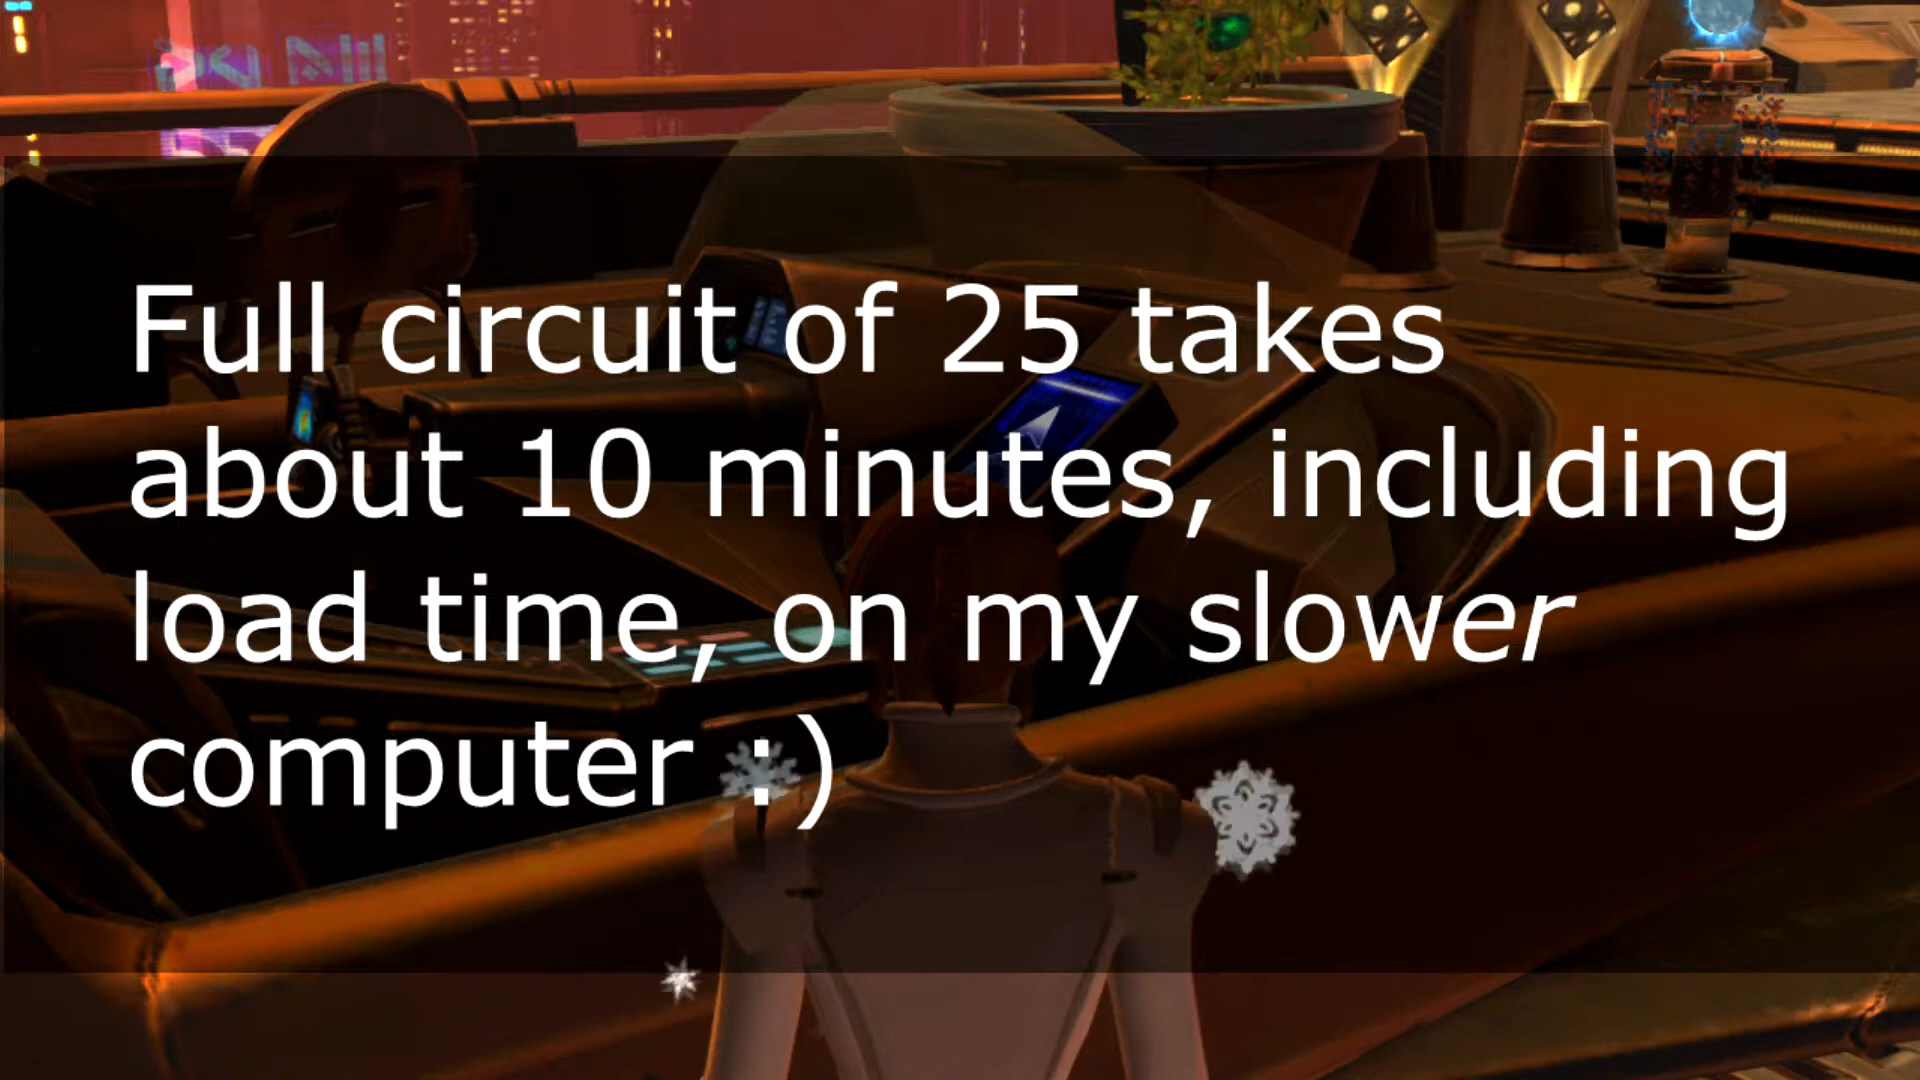 Full circuit of 25 takes
about 10 minutes, including
load time, on my slower
computer :)